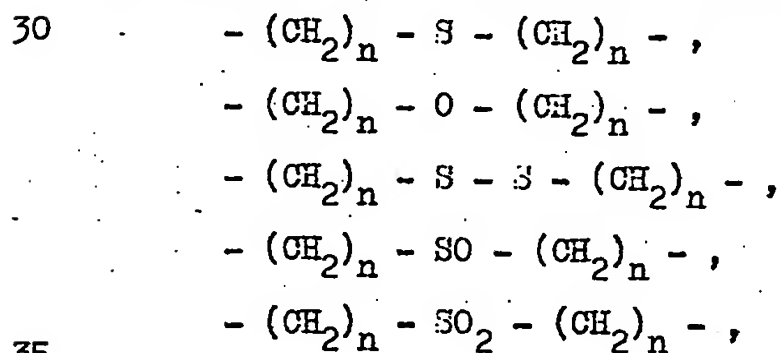 30 - (CH₂)ₙ - S - (CH₂)ₙ - ,
- (CH₂)ₙ - O - (CH₂)ₙ - ,
- (CH₂)ₙ - S - S - (CH₂)ₙ - ,
- (CH₂)ₙ - SO - (CH₂)ₙ - ,
- (CH₂)ₙ - SO₂ - (CH₂)ₙ - ,
35